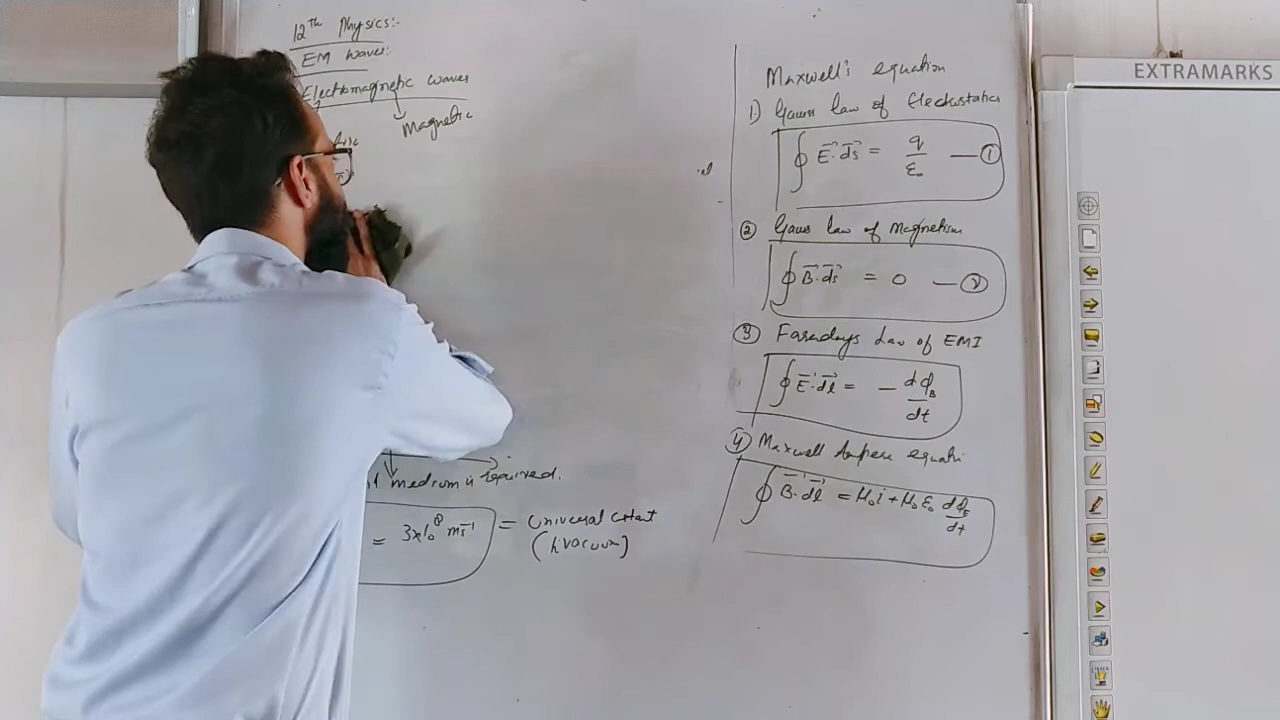 12th Physics:-
EM Waves:
Electromagnetic waves
Magnetic
medium is required.
= 3×10⁸ ms⁻¹ = Universal
(In vacuum)
Maxwell's equation
1) Gauss law of Electrostatics
∮ E⃗·ds⃗ = q/ε₀ — ①
② Gauss law of Magnetism
∮ B⃗·ds⃗ = 0 — ②
③ Faradays Law of EMI
∮ E⃗·dl⃗ = - dϕ_B/dt
④ Maxwell Ampere equati
∮ B⃗·dl⃗ = μ₀i + μ₀ε₀ dϕ_E/dt
EXTRAMARKS